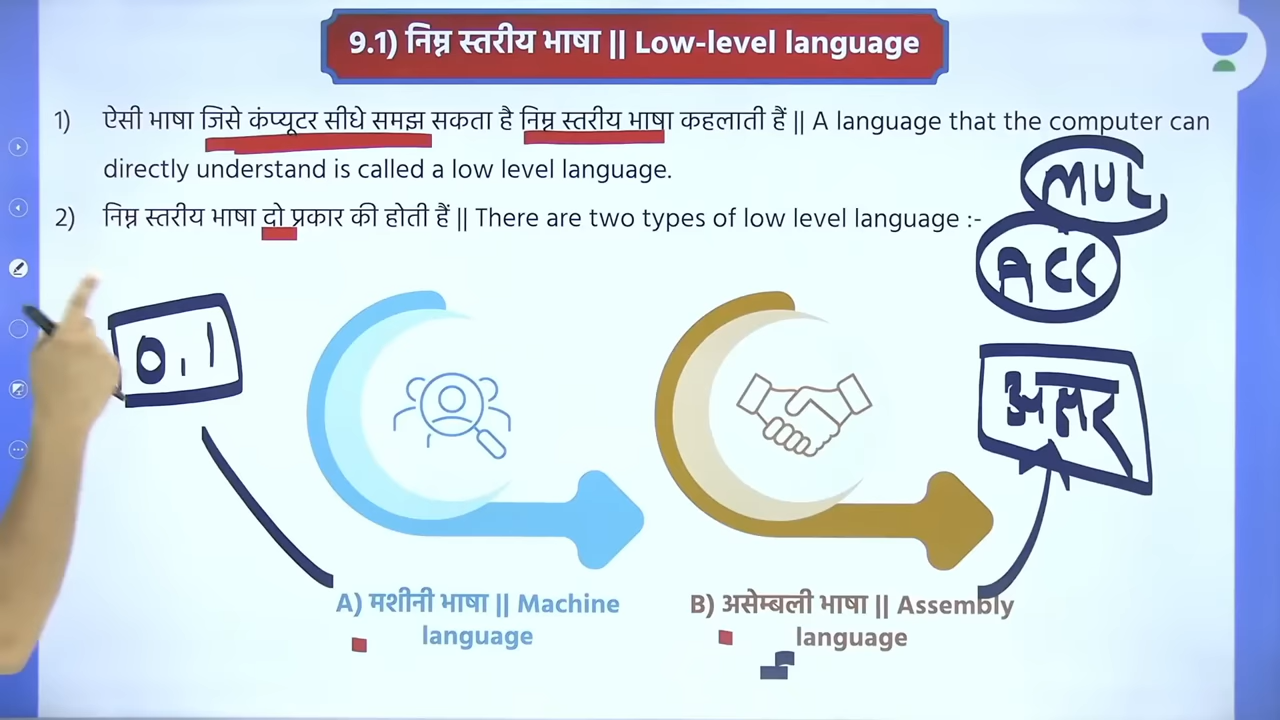 9.1) निम्न स्तरीय भाषा || Low-level language
1) ऐसी भाषा जिसे कंप्यूटर सीधे समझ सकता है निम्न स्तरीय भाषा कहलाती हैं || A language that the computer can
directly understand is called a low level language.
2) निम्न स्तरीय भाषा दो प्रकार की होती हैं || There are two types of low level language :-
MUL
ACC
0,1
A) मशीनी भाषा || Machine
language
B) असेम्बली भाषा || Assembly
language